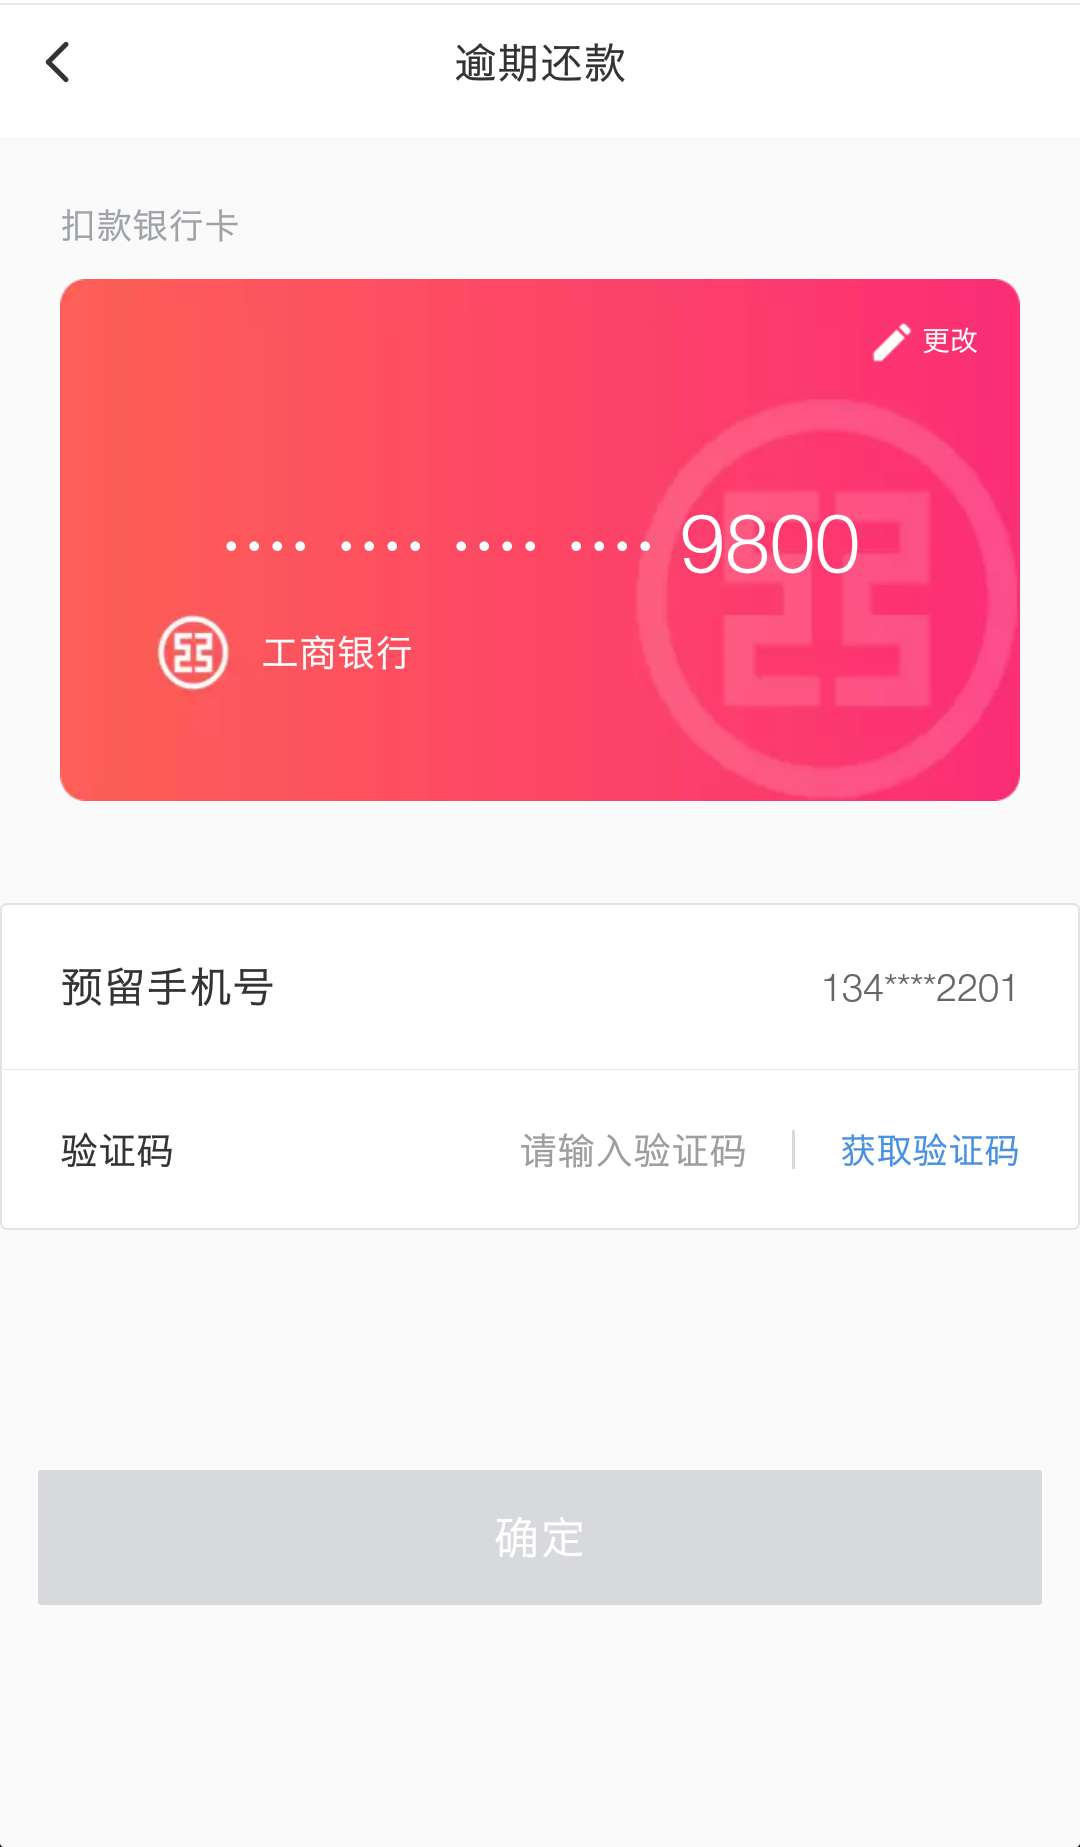 逾期还款
扣款银行卡
更改
•••• •••• •••• •••• 9800
工商银行
预留手机号 134****2201
验证码 请输入验证码 | 获取验证码
确定